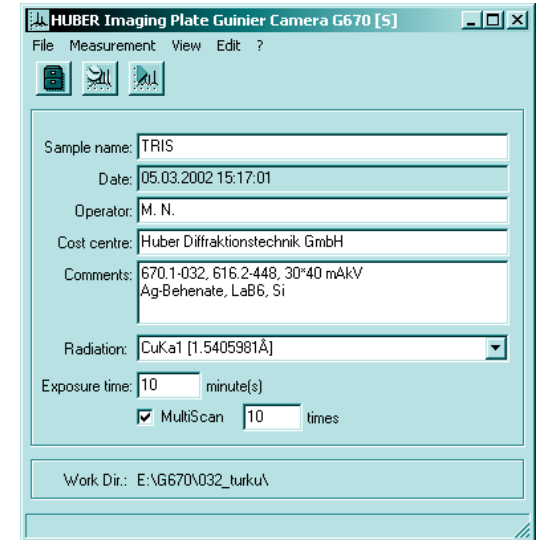 HUBER Imaging Plate Guinier Camera G670 [S]
File Measurement View Edit ?
Sample name: TRIS
Date: 05.03.2002 15:17:01
Operator: M. N.
Cost centre: Huber Diffraktionstechnik GmbH
Comments: 670.1-032, 616.2-448, 30*40 mAkV
Ag-Behenate, LaB6, Si
Radiation: CuKa1 [1.5405981Å]
Exposure time: 10 minute(s)
MultiScan 10 times
Work Dir.: E:\G670\032_turku\